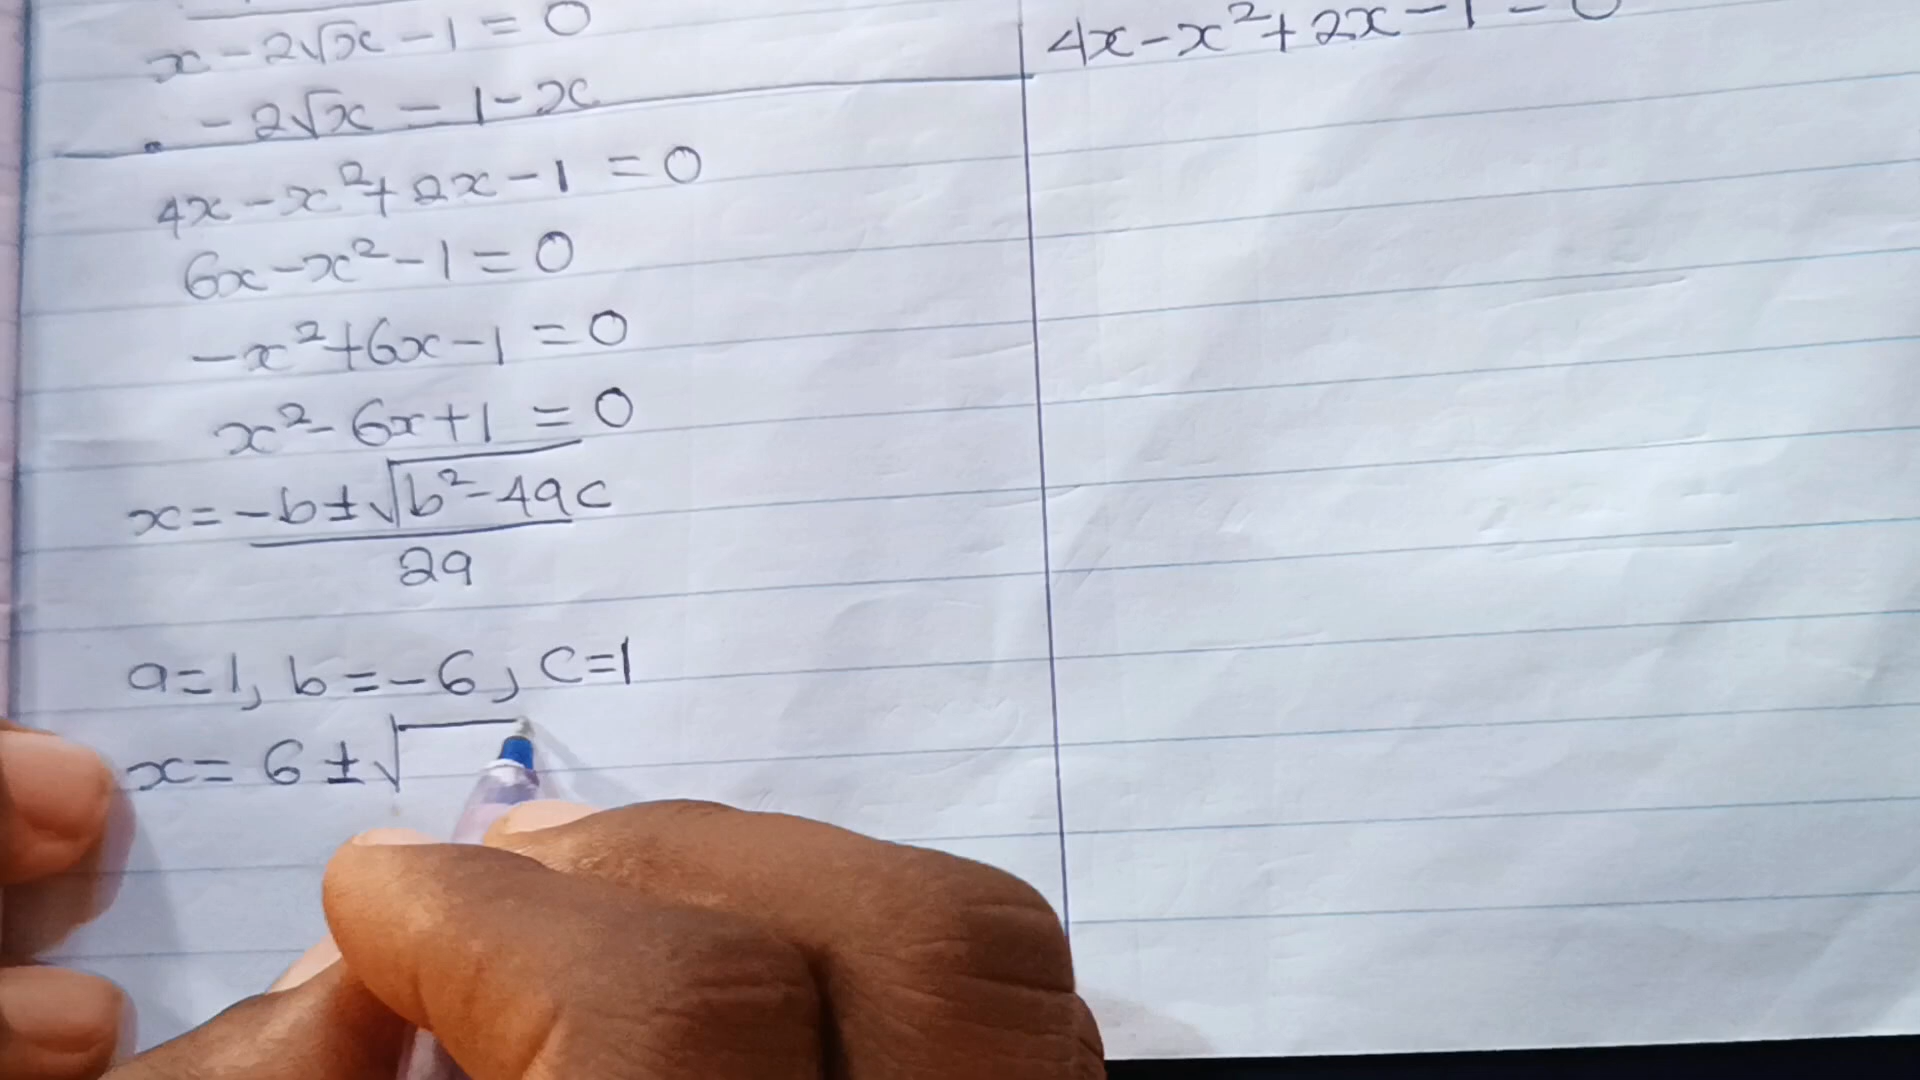 x - 2√x - 1 = 0
- 2√x = 1 - x
4x - x² + 2x - 1 = 0
6x - x² - 1 = 0
-x² + 6x - 1 = 0
x² - 6x + 1 = 0
x = -b ± √b² - 4ac
2a
a = 1, b = -6, c = 1
x = 6 ± √
4x - x² + 2x - 1 = 0